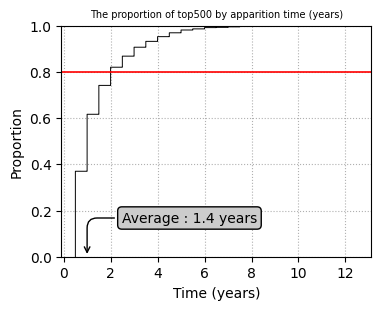 The proportion of top500 by apparition time (years)
1.0
0.8
0.6
0.4
0.2
0.0
Proportion
Average : 1.4 years
0 2 4 6 8 10 12
Time (years)